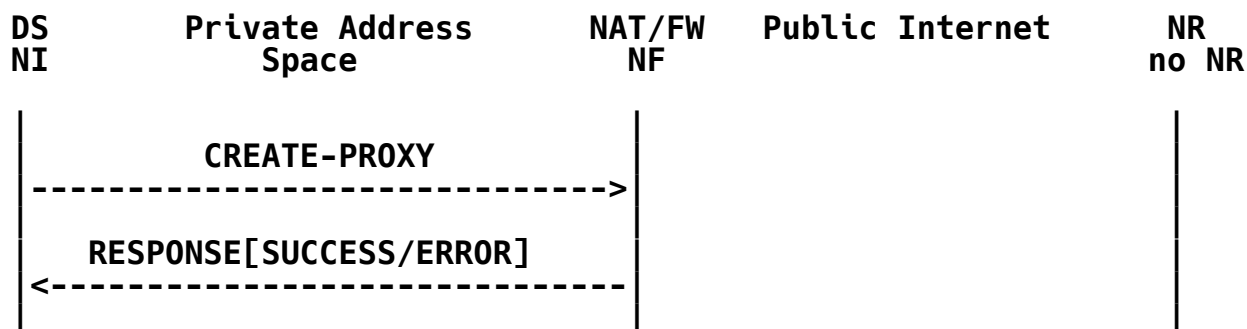 DS Private Address NAT/FW Public Internet NR
NI Space NF no NR
CREATE-PROXY
------------------------------>
RESPONSE[SUCCESS/ERROR]
<------------------------------